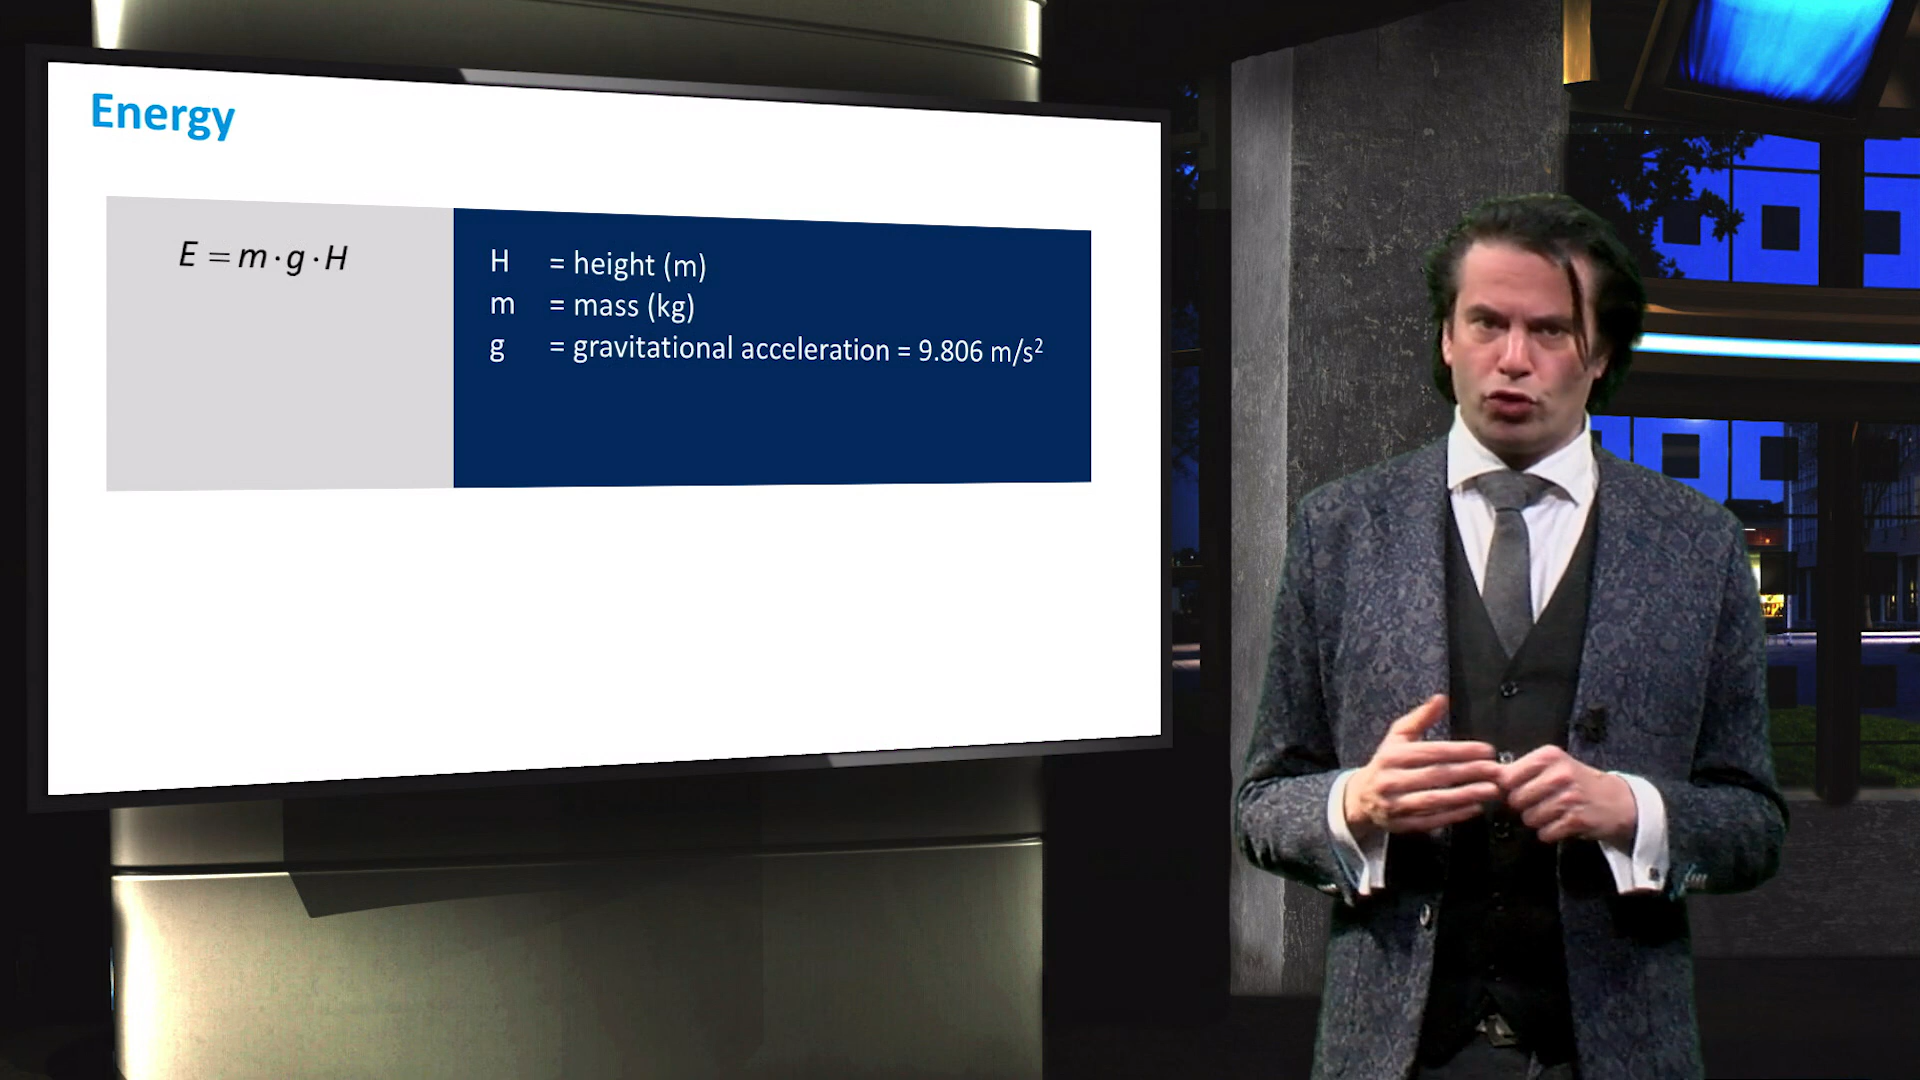 Energy
E = m · g · H
H = height (m)
m = mass (kg)
g = gravitational acceleration = 9.806 m/s²